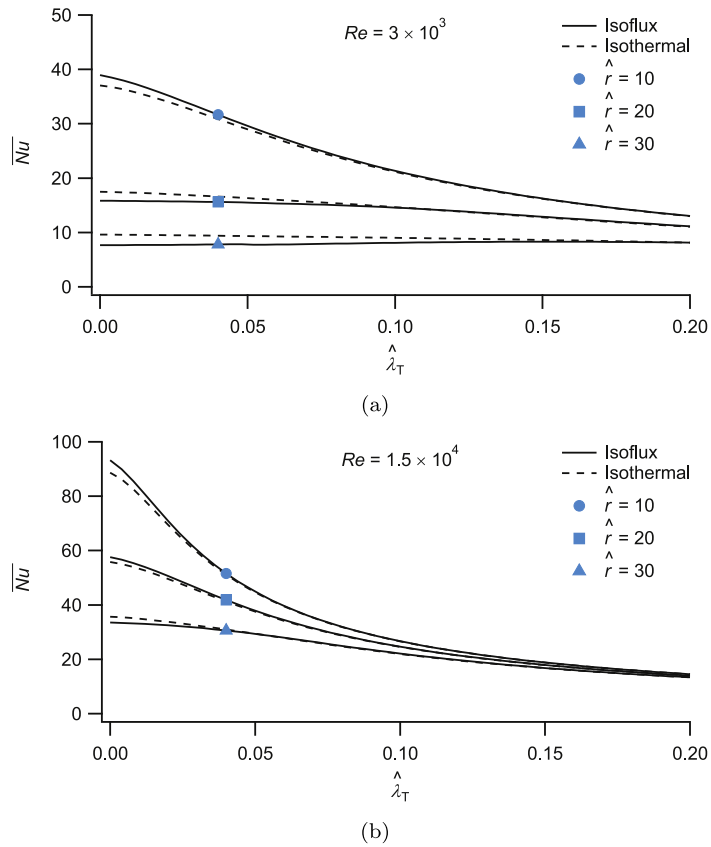 50
40
30
20
10
0
Nu
Re = 3 × 10³
Isoflux
Isothermal
r̂ = 10
r̂ = 20
r̂ = 30
0.00 0.05 0.10 0.15 0.20
λ̂T
(a)
100
80
60
40
20
0
Nu
Re = 1.5 × 10⁴
Isoflux
Isothermal
r̂ = 10
r̂ = 20
r̂ = 30
0.00 0.05 0.10 0.15 0.20
λ̂T
(b)